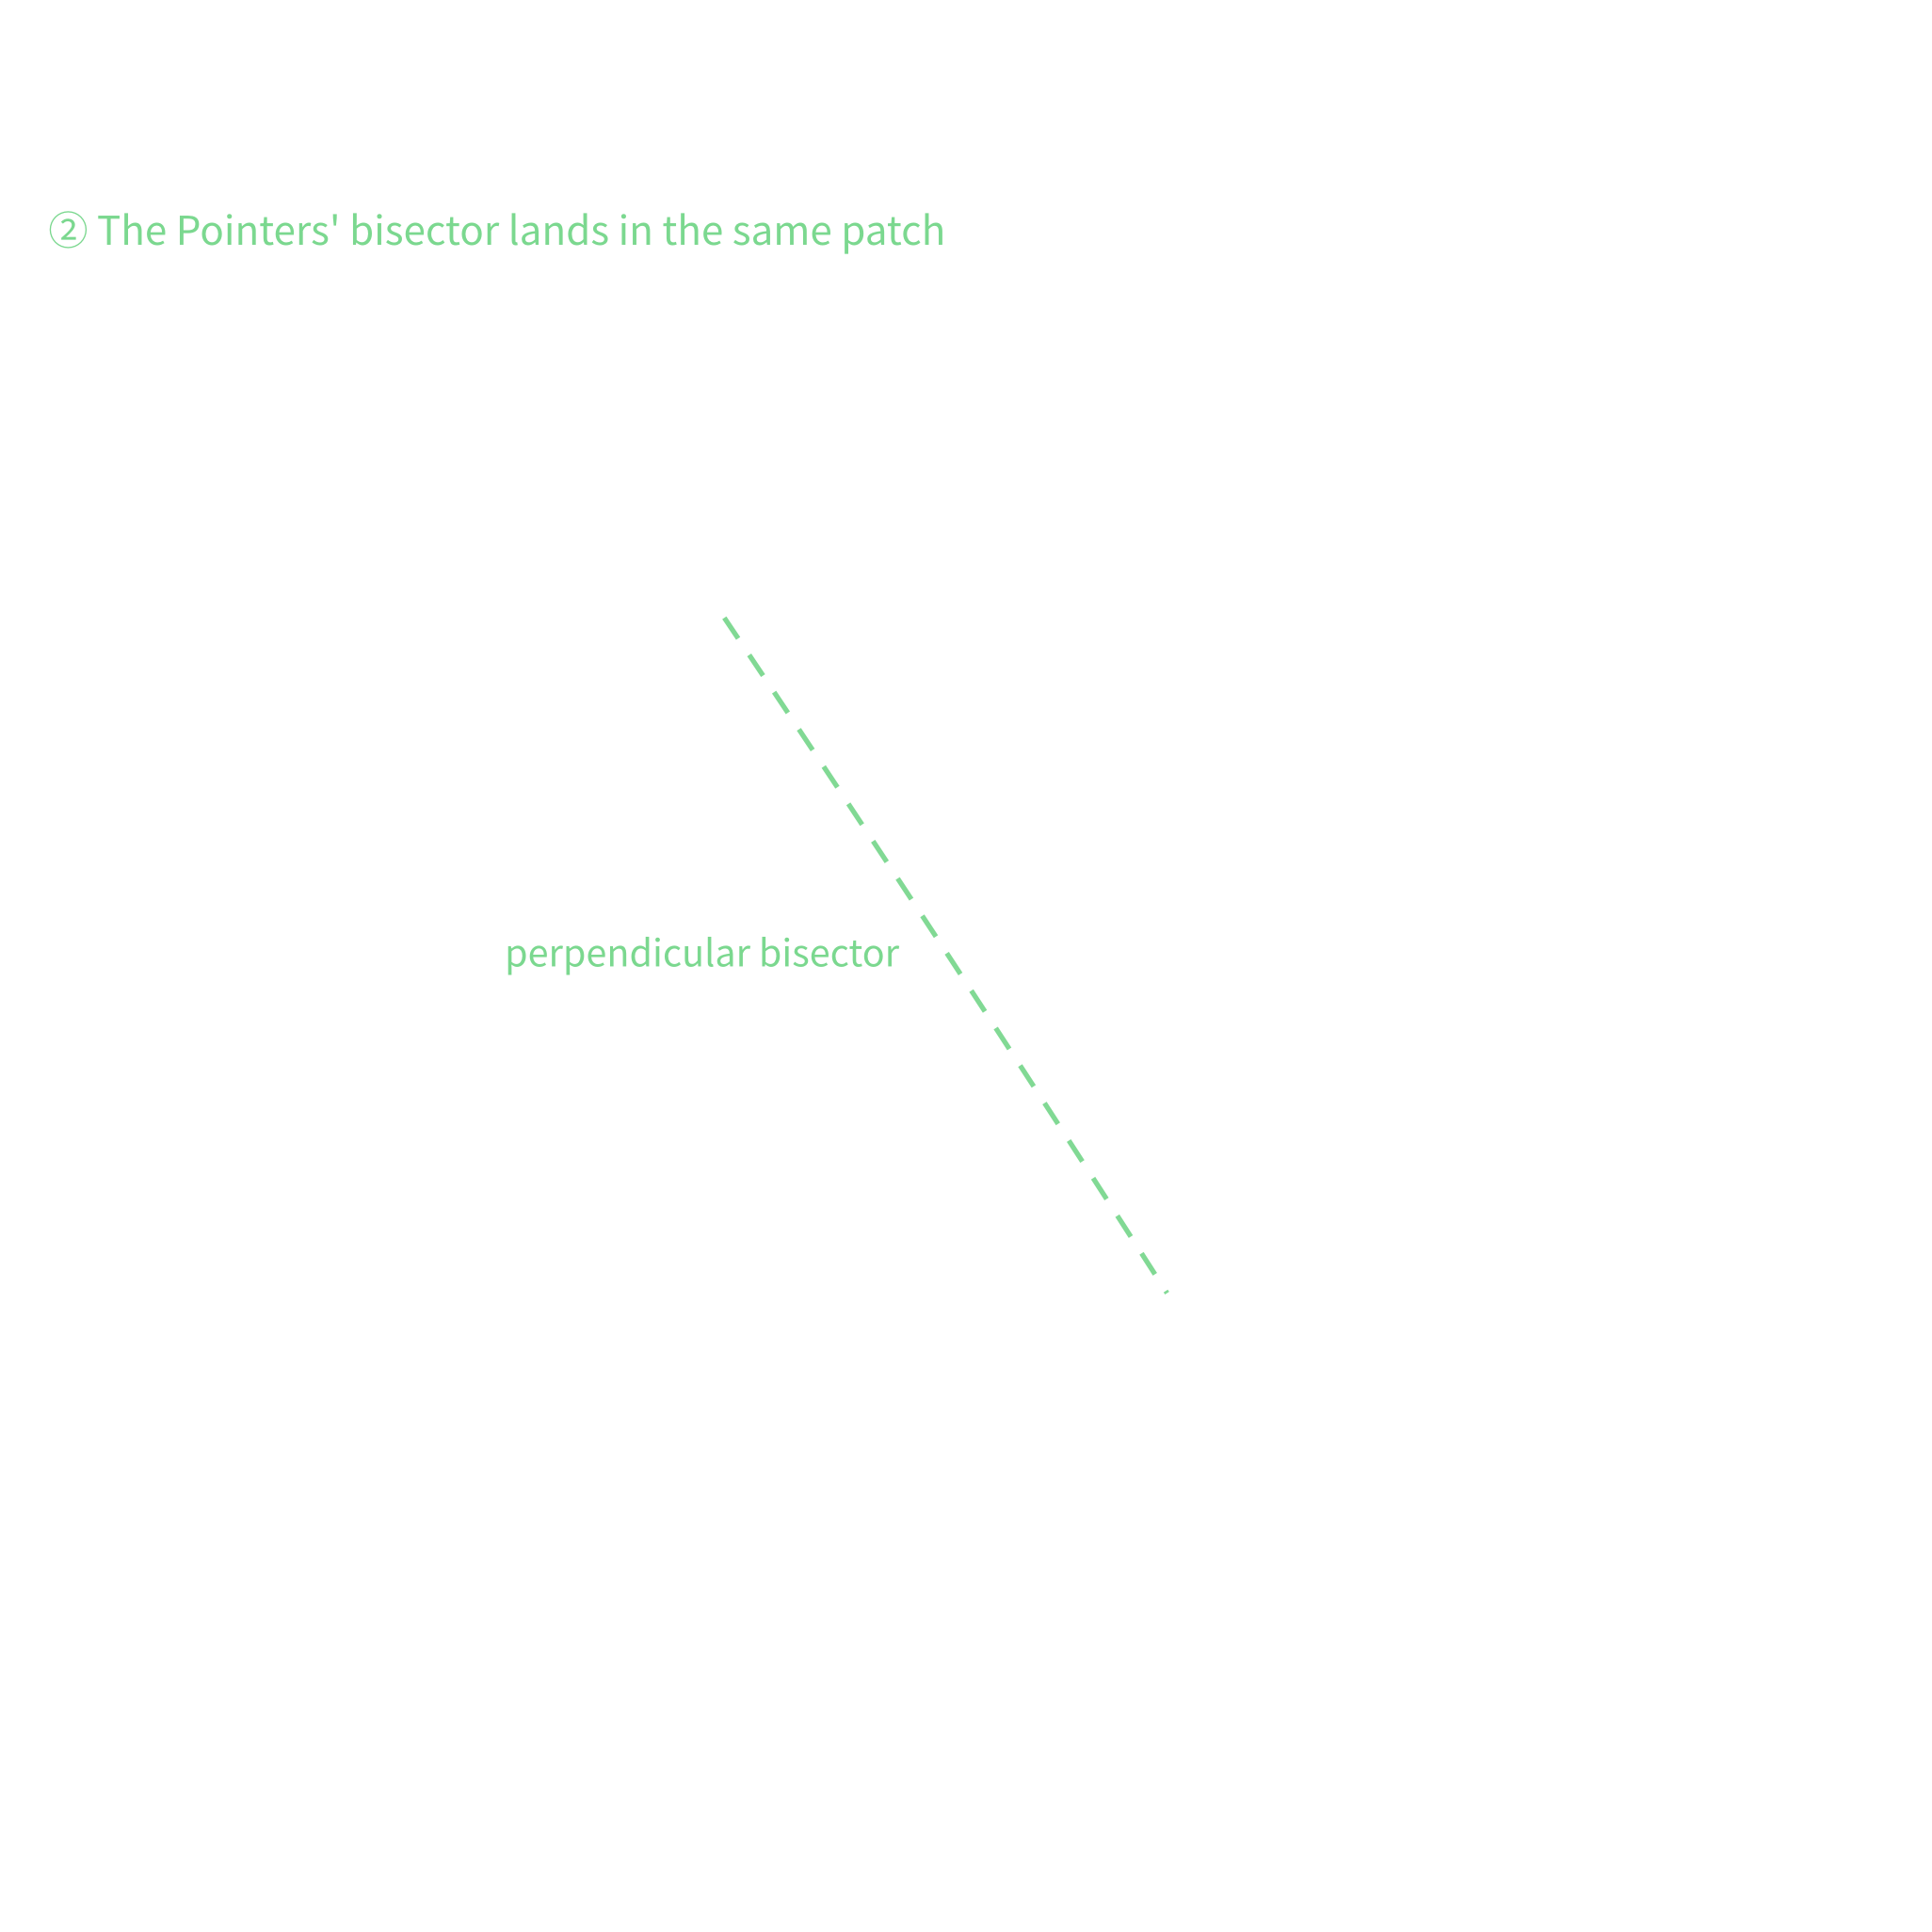 ② The Pointers' bisector lands in the same patch
perpendicular bisector